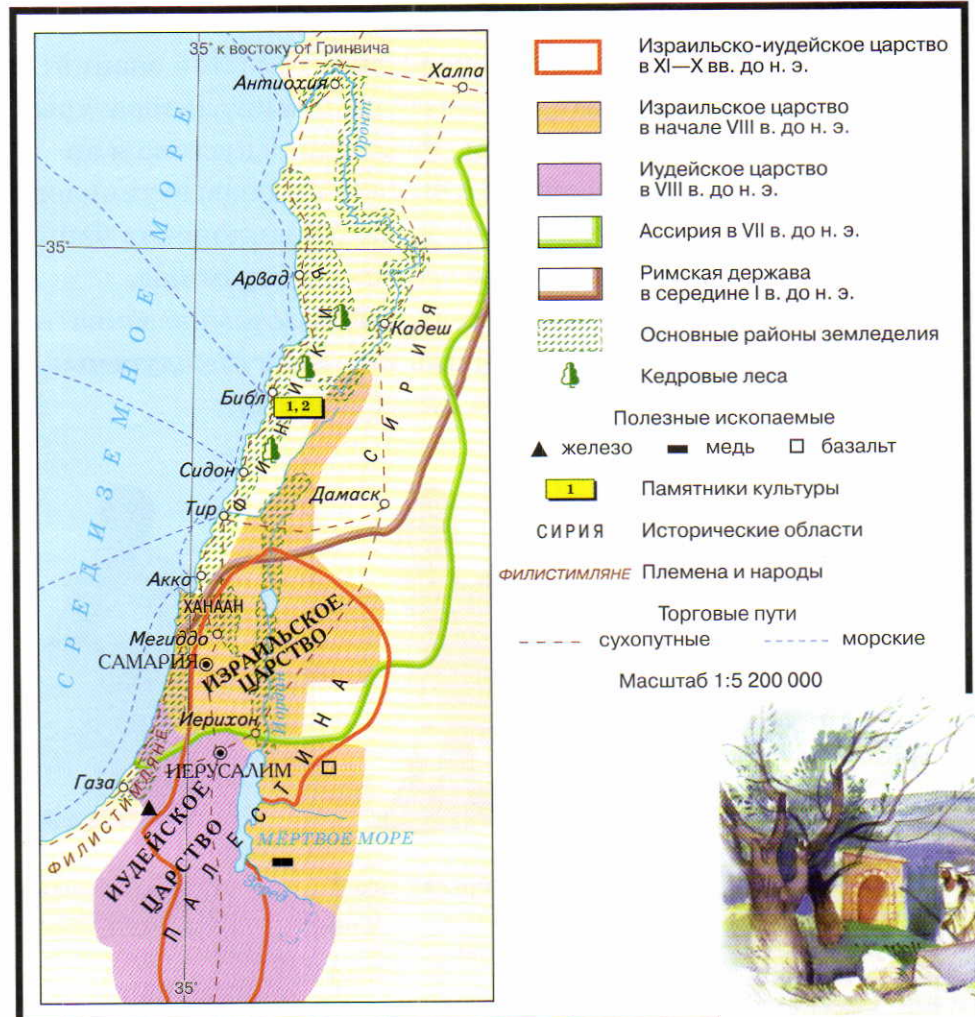 35° к востоку от Гринвича
Антиохия
Халпа
Оронт
35°
Арвад
Кадеш
Библ
1, 2
Сидон
Дамаск
Тир
Акко
ХАНААН
Мегиддо
САМАРИЯ
ИЗРАИЛЬСКОЕ
ЦАРСТВО
Иордан
Иерихон
ИЕРУСАЛИМ
Газа
ФИЛИСТИМЛЯНЕ
ИУДЕЙСКОЕ
ЦАРСТВО
МЁРТВОЕ МОРЕ
35°
СРЕДИЗЕМНОЕ МОРЕ
ФИНИКИЯ
СИРИЯ
ПАЛЕСТИНА
Израильско-иудейское царство
в XI—X вв. до н. э.
Израильское царство
в начале VIII в. до н. э.
Иудейское царство
в VIII в. до н. э.
Ассирия в VII в. до н. э.
Римская держава
в середине I в. до н. э.
Основные районы земледелия
Кедровые леса
Полезные ископаемые
железо медь базальт
1 Памятники культуры
СИРИЯ Исторические области
ФИЛИСТИМЛЯНЕ Племена и народы
Торговые пути
сухопутные морские
Масштаб 1:5 200 000